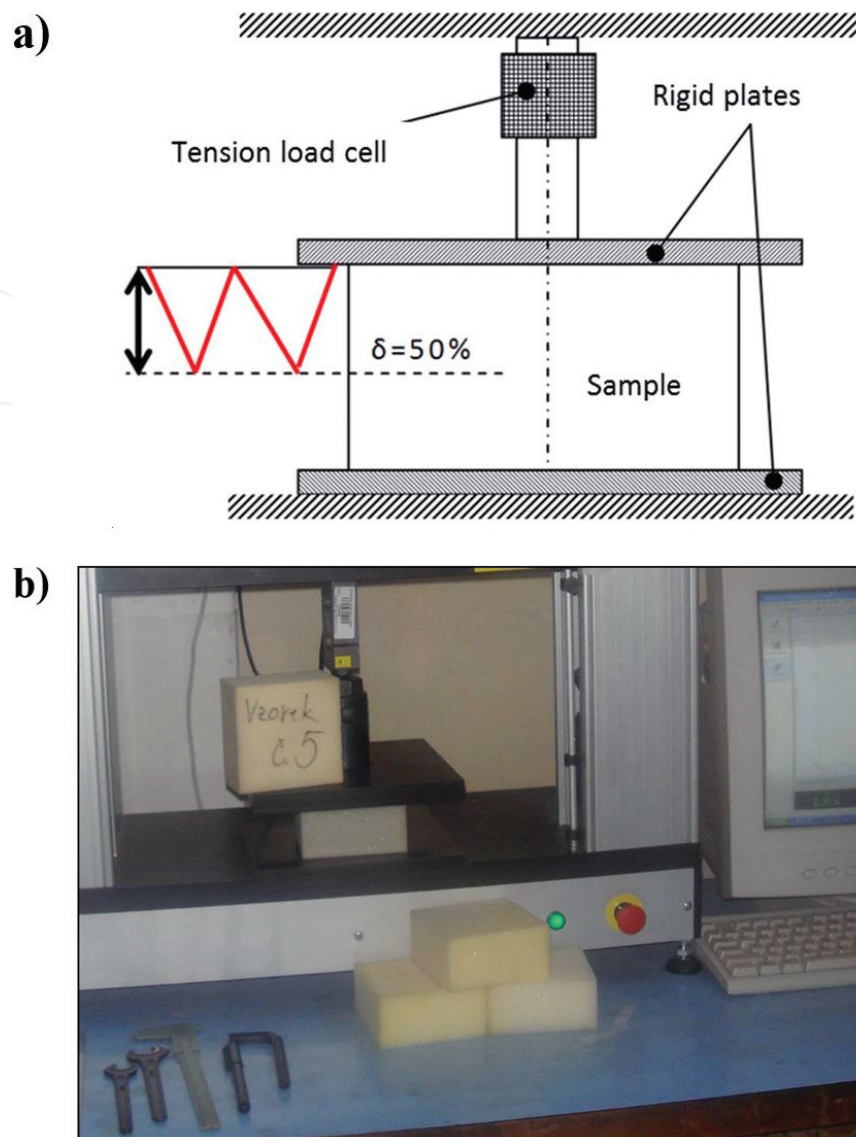 a)
Tension load cell
Rigid plates
δ=50%
Sample
b)
Vzorek
č.5